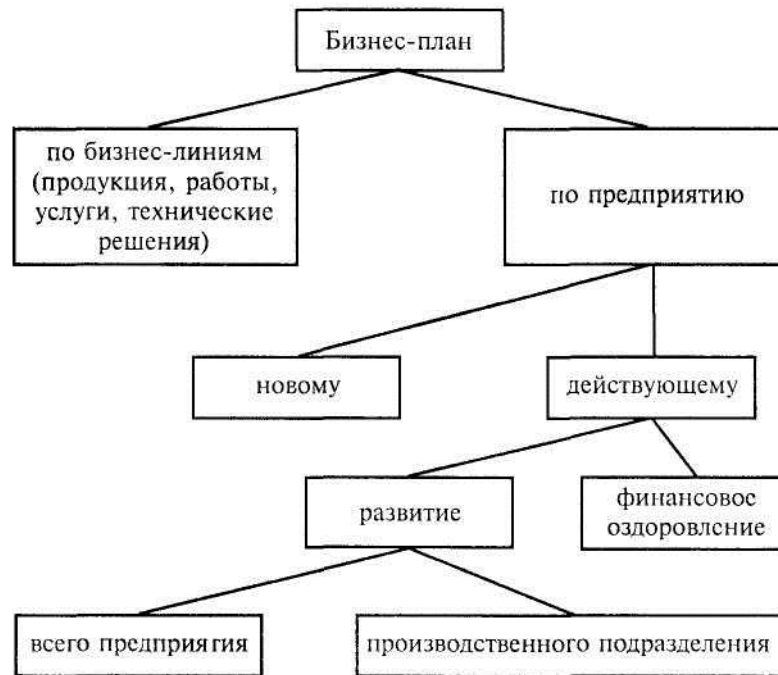 Бизнес-план
по бизнес-линиям
(продукция, работы,
услуги, технические
решения)
по предприятию
новому
действующему
развитие
финансовое
оздоровление
всего предприятия
производственного подразделения